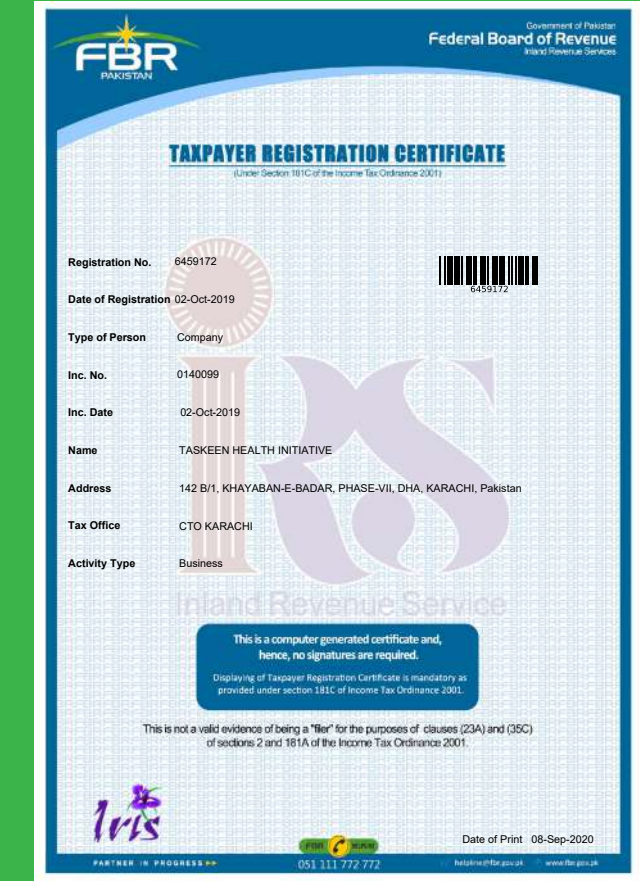 Government of Pakistan
Federal Board of Revenue
Inland Revenue Services
FBR
PAKISTAN
TAXPAYER REGISTRATION CERTIFICATE
(Under Section 181C of the Income Tax Ordinance 2001)
Registration No. 6459172
6459172
Date of Registration 02-Oct-2019
Type of Person Company
Inc. No. 0140099
Inc. Date 02-Oct-2019
Name TASKEEN HEALTH INITIATIVE
Address 142 B/1, KHAYABAN-E-BADAR, PHASE-VII, DHA, KARACHI, Pakistan
Tax Office CTO KARACHI
Activity Type Business
IRS
Inland Revenue Service
This is a computer generated certificate and,
hence, no signatures are required.
Displaying of Taxpayer Registration Certificate is mandatory as
provided under section 181C of Income Tax Ordinance 2001.
This is not a valid evidence of being a "filer" for the purposes of clauses (23A) and (35C)
of sections 2 and 181A of the Income Tax Ordinance 2001.
Iris
Date of Print 08-Sep-2020
PARTNER IN PROGRESS
FBR
051 111 772 772
helpline@fbr.gov.pk
www.fbr.gov.pk